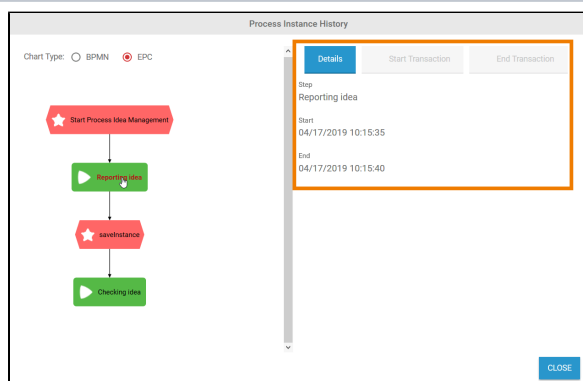 Process Instance History
Chart Type: BPMN EPC
Start Process Idea Management
Reporting idea
saveInstance
Checking idea
Details Start Transaction End Transaction
Step
Reporting idea
Start
04/17/2019 10:15:35
End
04/17/2019 10:15:40
CLOSE